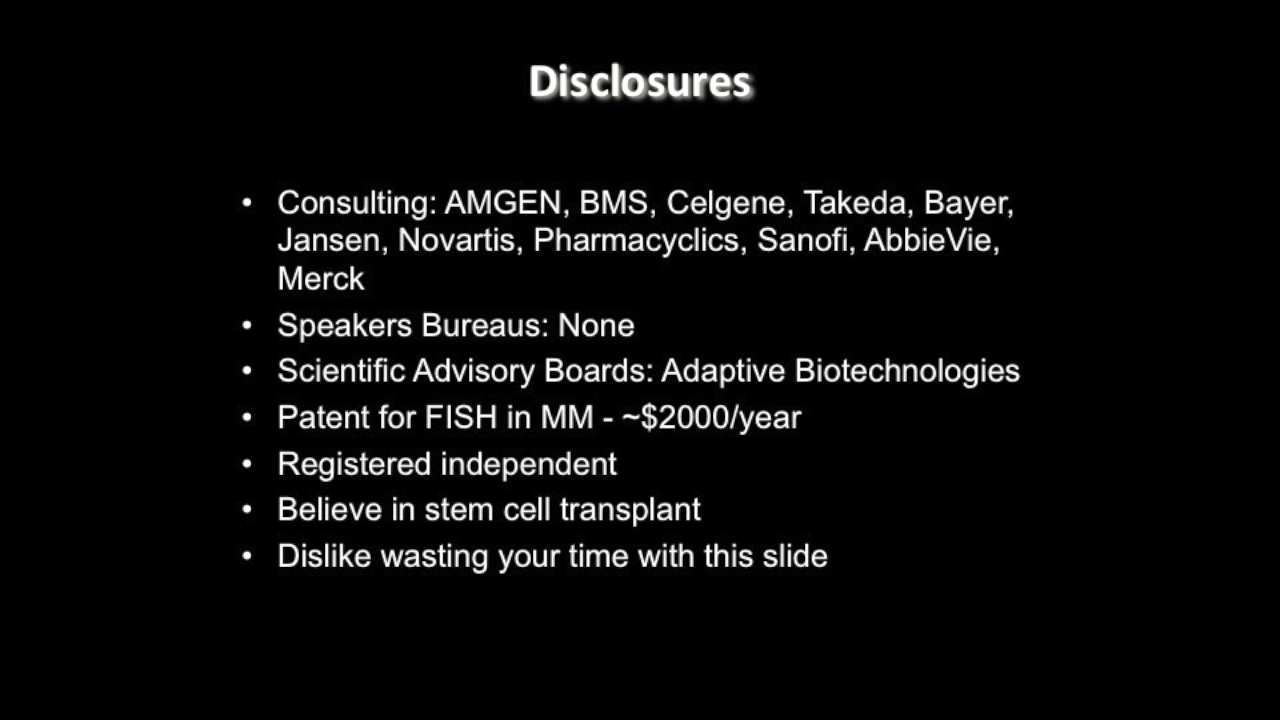 Disclosures
• Consulting: AMGEN, BMS, Celgene, Takeda, Bayer,
Jansen, Novartis, Pharmacyclics, Sanofi, AbbieVie,
Merck
• Speakers Bureaus: None
• Scientific Advisory Boards: Adaptive Biotechnologies
• Patent for FISH in MM - ~$2000/year
• Registered independent
• Believe in stem cell transplant
• Dislike wasting your time with this slide